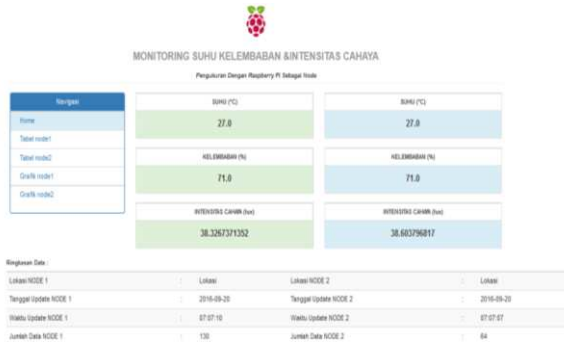 MONITORING SUHU KELEMBABAN &INTENSITAS CAHAYA
Pengukuran Dengan Raspberry Pi Sebagai Node
Navigasi
Home
Tabel node1
Tabel node2
Grafik node1
Grafik node2
SUHU (°C)
27.0
SUHU (°C)
27.0
KELEMBABAN (%)
71.0
KELEMBABAN (%)
71.0
INTENSITAS CAHAYA (lux)
38.3267371352
INTENSITAS CAHAYA (lux)
38.603796817
Ringkasan Data :
Lokasi NODE 1 : Lokasi Lokasi NODE 2 : Lokasi
Tanggal Update NODE 1 : 2016-09-20 Tanggal Update NODE 2 : 2016-09-20
Waktu Update NODE 1 : 07:07:10 Waktu Update NODE 2 : 07:07:07
Jumlah Data NODE 1 : 130 Jumlah Data NODE 2 : 64